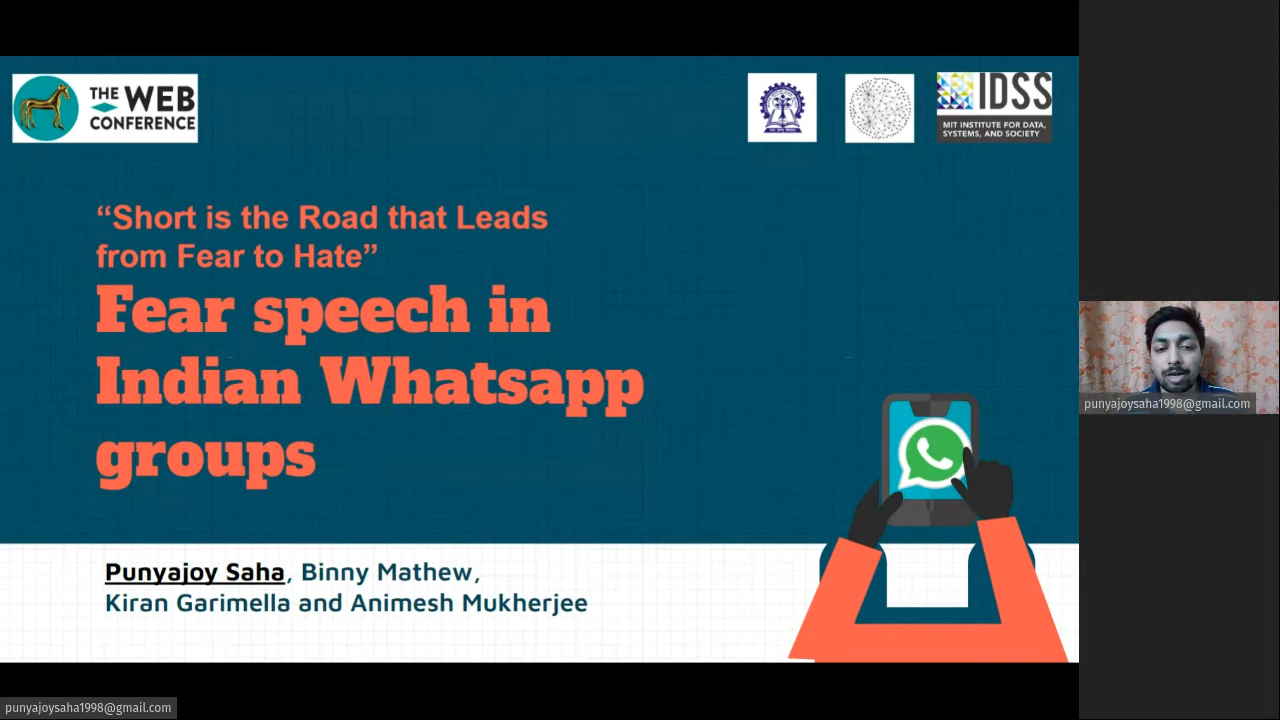 THE WEB
CONFERENCE
IDSS
MIT INSTITUTE FOR DATA,
SYSTEMS, AND SOCIETY
“Short is the Road that Leads
from Fear to Hate”
Fear speech in
Indian Whatsapp
groups
Punyajoy Saha, Binny Mathew,
Kiran Garimella and Animesh Mukherjee
punyajoysaha1998@gmail.com
punyajoysaha1998@gmail.com